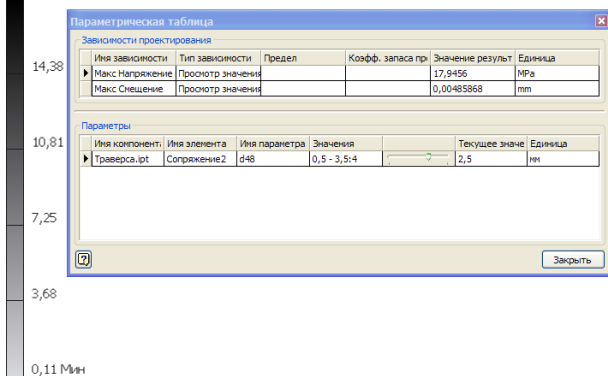 Параметрическая таблица
Зависимости проектирования
Имя зависимости Тип зависимости Предел Коэфф. запаса пр Значение результ Единица
Макс Напряжение Просмотр значения 17,9456 MPa
Макс Смещение Просмотр значения 0,00485868 mm
Параметры
Имя компонент Имя элемента Имя параметра Значения Текущее значе Единица
Траверса.ipt Сопряжение2 d48 0,5 - 3,5:4 2,5 мм
Закрыть
14,38
10,81
7,25
3,68
0,11 Мин